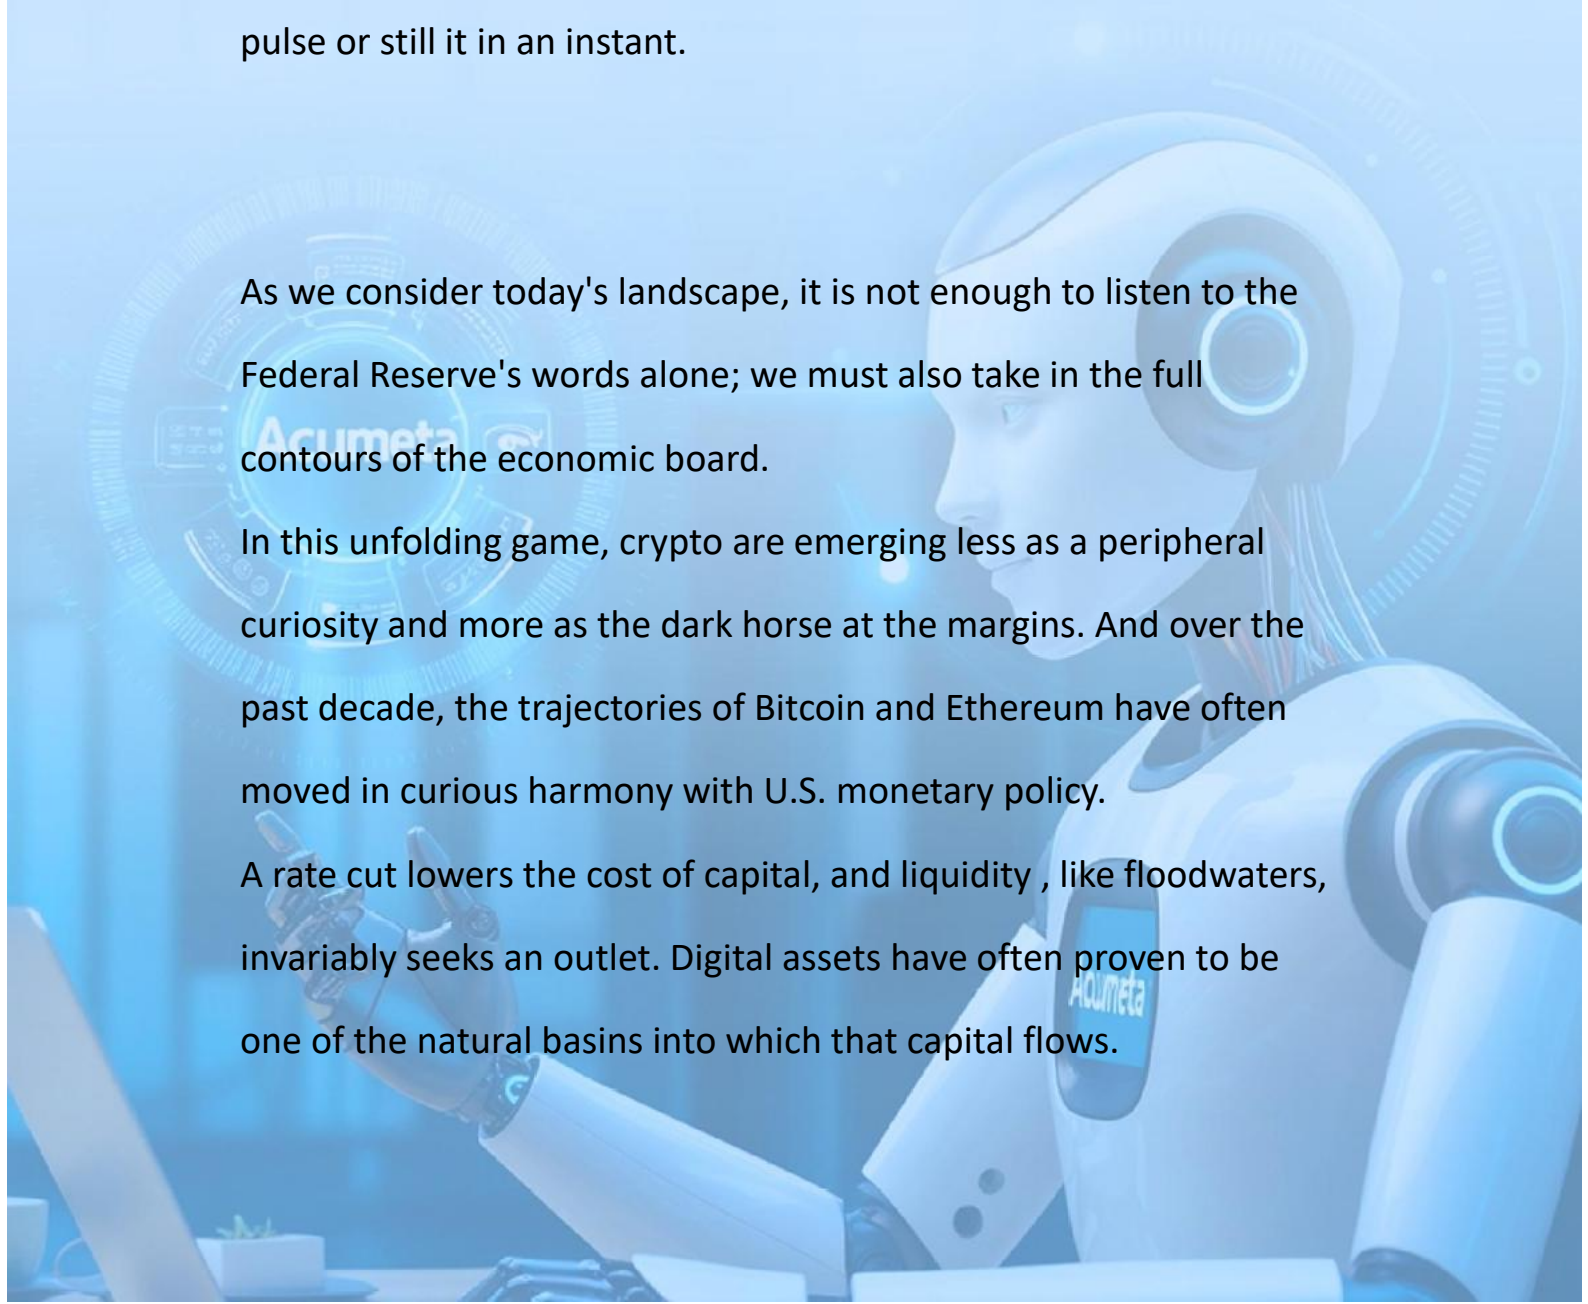 pulse or still it in an instant.
As we consider today's landscape, it is not enough to listen to the
Federal Reserve's words alone; we must also take in the full
Acumeta
contours of the economic board.
In this unfolding game, crypto are emerging less as a peripheral
curiosity and more as the dark horse at the margins. And over the
past decade, the trajectories of Bitcoin and Ethereum have often
moved in curious harmony with U.S. monetary policy.
A rate cut lowers the cost of capital, and liquidity , like floodwaters,
invariably seeks an outlet. Digital assets have often proven to be
Acumeta
one of the natural basins into which that capital flows.